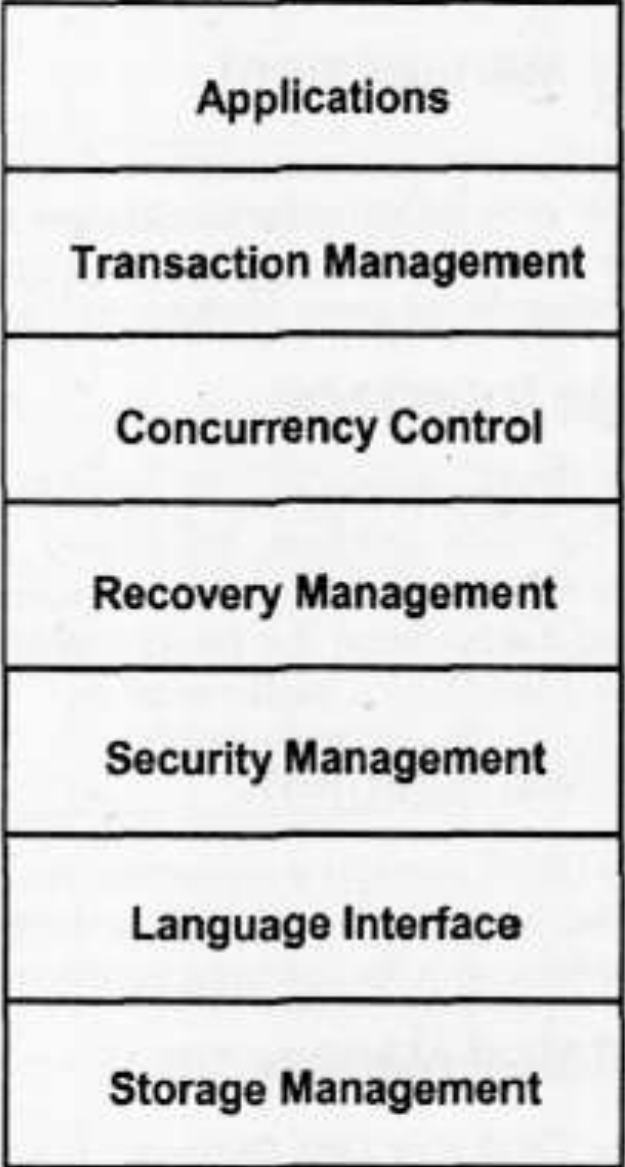 Applications
Transaction Management
Concurrency Control
Recovery Management
Security Management
Language Interface
Storage Management